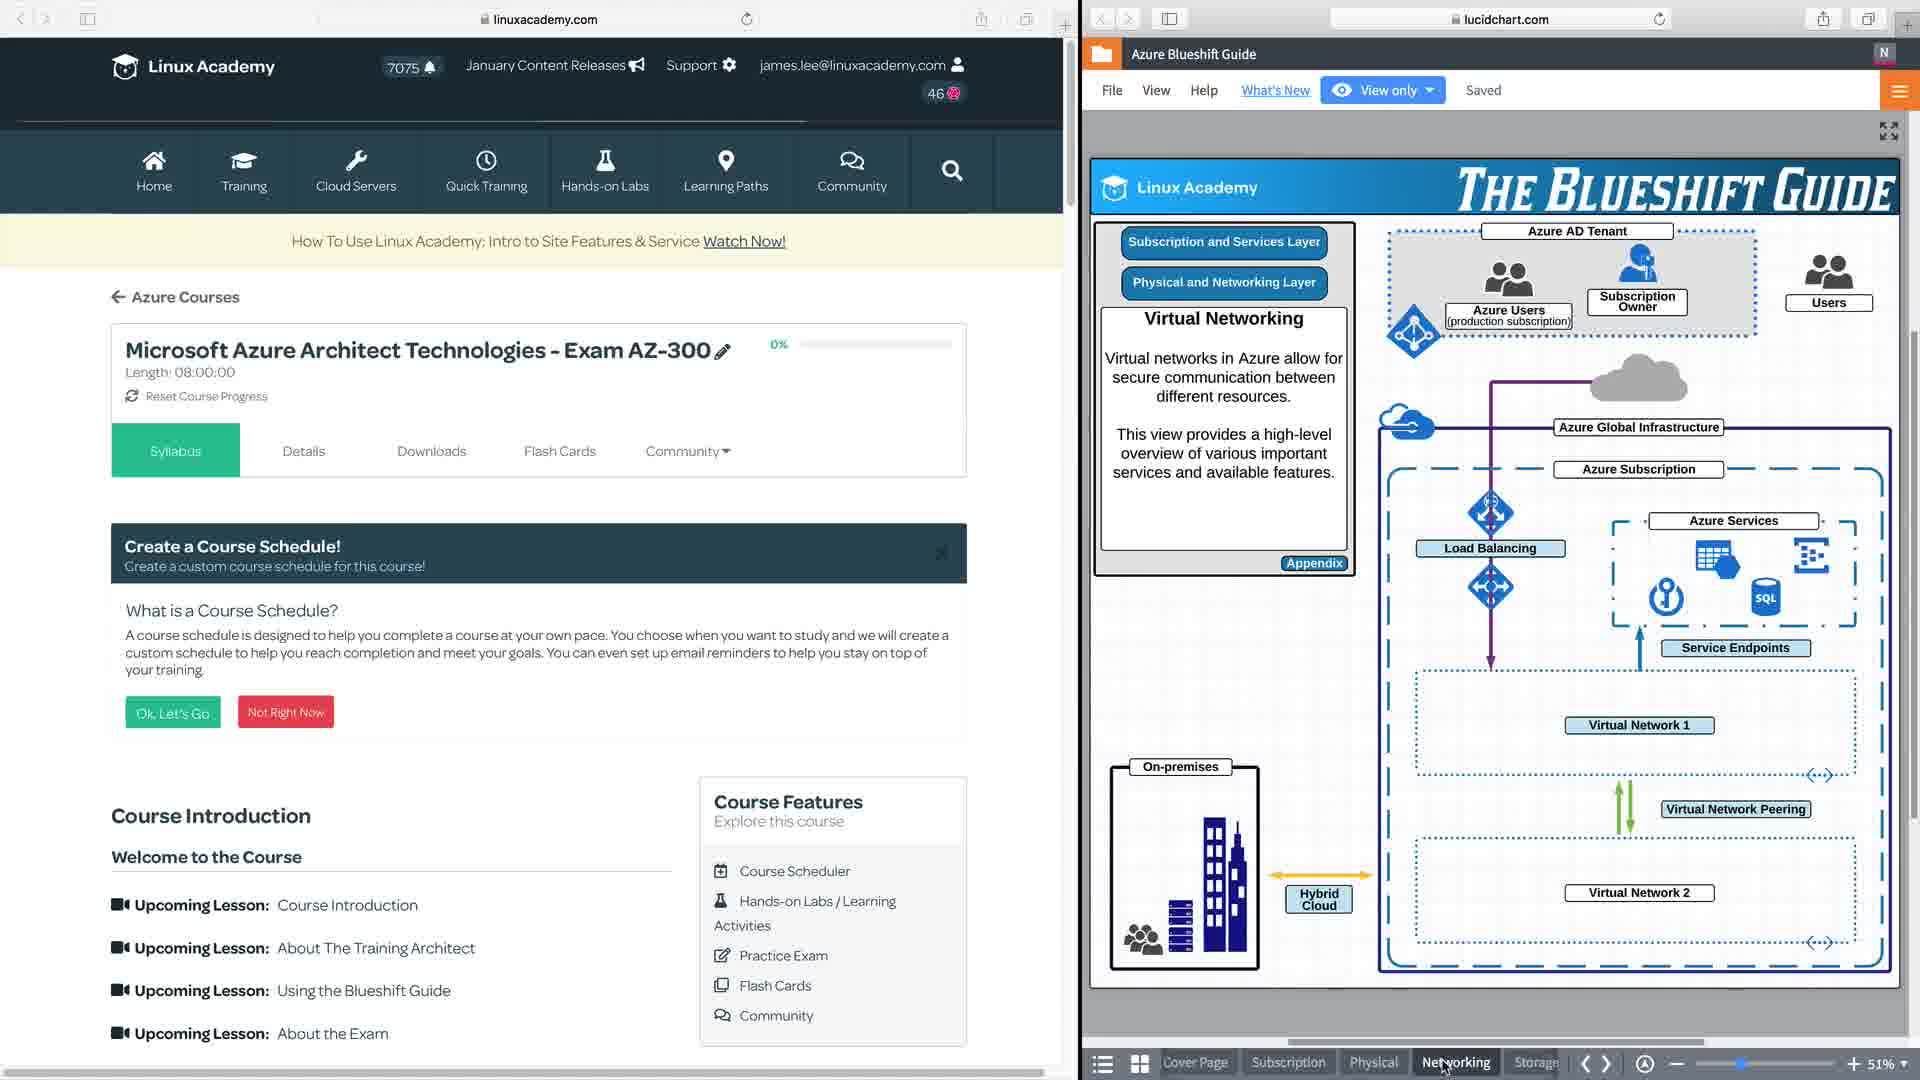 linuxacademy.com
Linux Academy
7075
January Content Releases
Support
james.lee@linuxacademy.com
46
Home
Training
Cloud Servers
Quick Training
Hands-on Labs
Learning Paths
Community
How To Use Linux Academy: Intro to Site Features & Service Watch Now!
Azure Courses
Microsoft Azure Architect Technologies - Exam AZ-300
0%
Length: 08:00:00
Reset Course Progress
Syllabus
Details
Downloads
Flash Cards
Community
Create a Course Schedule!
Create a custom course schedule for this course!
What is a Course Schedule?
A course schedule is designed to help you complete a course at your own pace. You choose when you want to study and we will create a
custom schedule to help you reach completion and meet your goals. You can even set up email reminders to help you stay on top of
your training.
Ok, Let's Go
Not Right Now
Course Introduction
Welcome to the Course
Upcoming Lesson: Course Introduction
Upcoming Lesson: About The Training Architect
Upcoming Lesson: Using the Blueshift Guide
Upcoming Lesson: About the Exam
Course Features
Explore this course
Course Scheduler
Hands-on Labs / Learning
Activities
Practice Exam
Flash Cards
Community
lucidchart.com
Azure Blueshift Guide
N
File
View
Help
What's New
View only
Saved
Linux Academy
THE BLUESHIFT GUIDE
Subscription and Services Layer
Physical and Networking Layer
Virtual Networking
Virtual networks in Azure allow for
secure communication between
different resources.
This view provides a high-level
overview of various important
services and available features.
Appendix
Azure AD Tenant
Azure Users
(production subscription)
Subscription
Owner
Users
Azure Global Infrastructure
Azure Subscription
Load Balancing
Azure Services
SQL
Service Endpoints
Virtual Network 1
Virtual Network Peering
Virtual Network 2
On-premises
Hybrid
Cloud
Cover Page
Subscription
Physical
Networking
Storage
51%